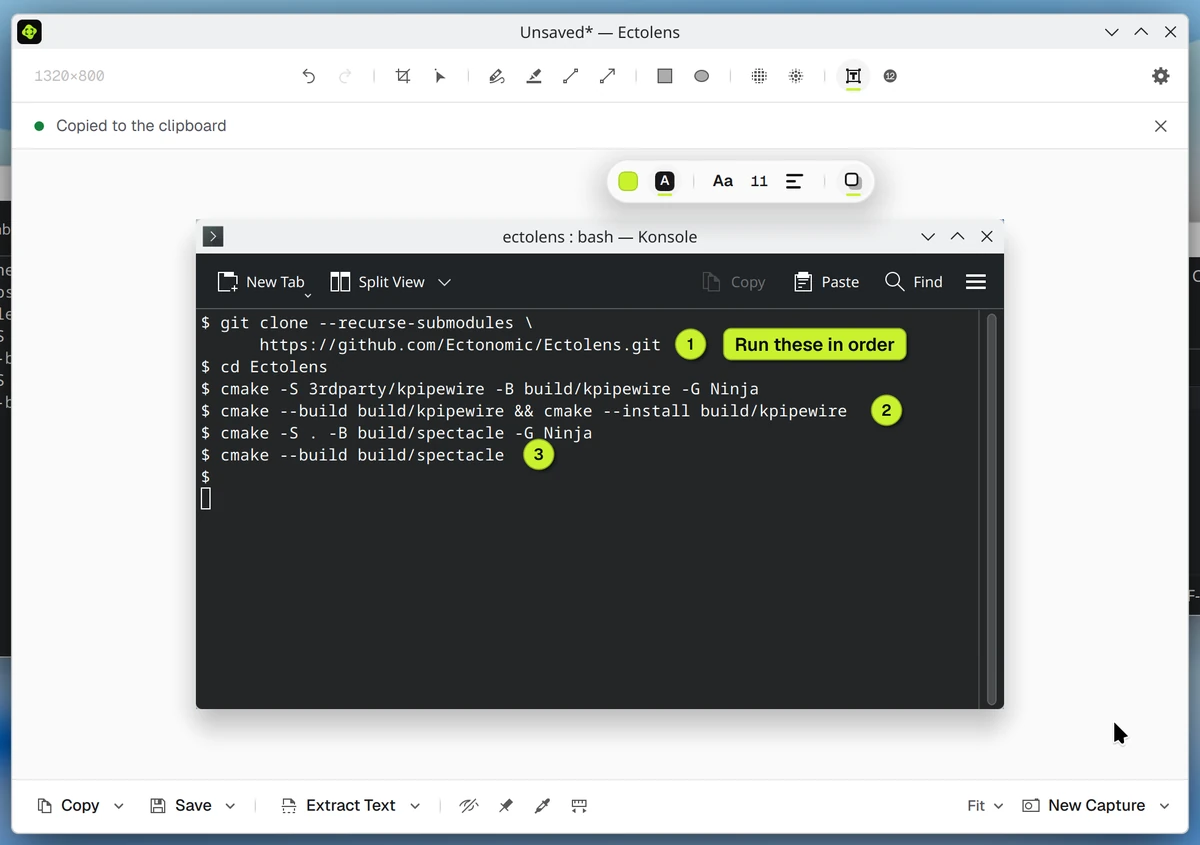 Unsaved* — Ectolens
1320×800
12
Copied to the clipboard
A Aa 11
ectolens : bash — Konsole
New Tab Split View Copy Paste Find
$ git clone --recurse-submodules \
https://github.com/Ectonomic/Ectolens.git 1 Run these in order
$ cd Ectolens
$ cmake -S 3rdparty/kpipewire -B build/kpipewire -G Ninja
$ cmake --build build/kpipewire && cmake --install build/kpipewire 2
$ cmake -S . -B build/spectacle -G Ninja
$ cmake --build build/spectacle 3
$
Copy Save Extract Text Fit New Capture